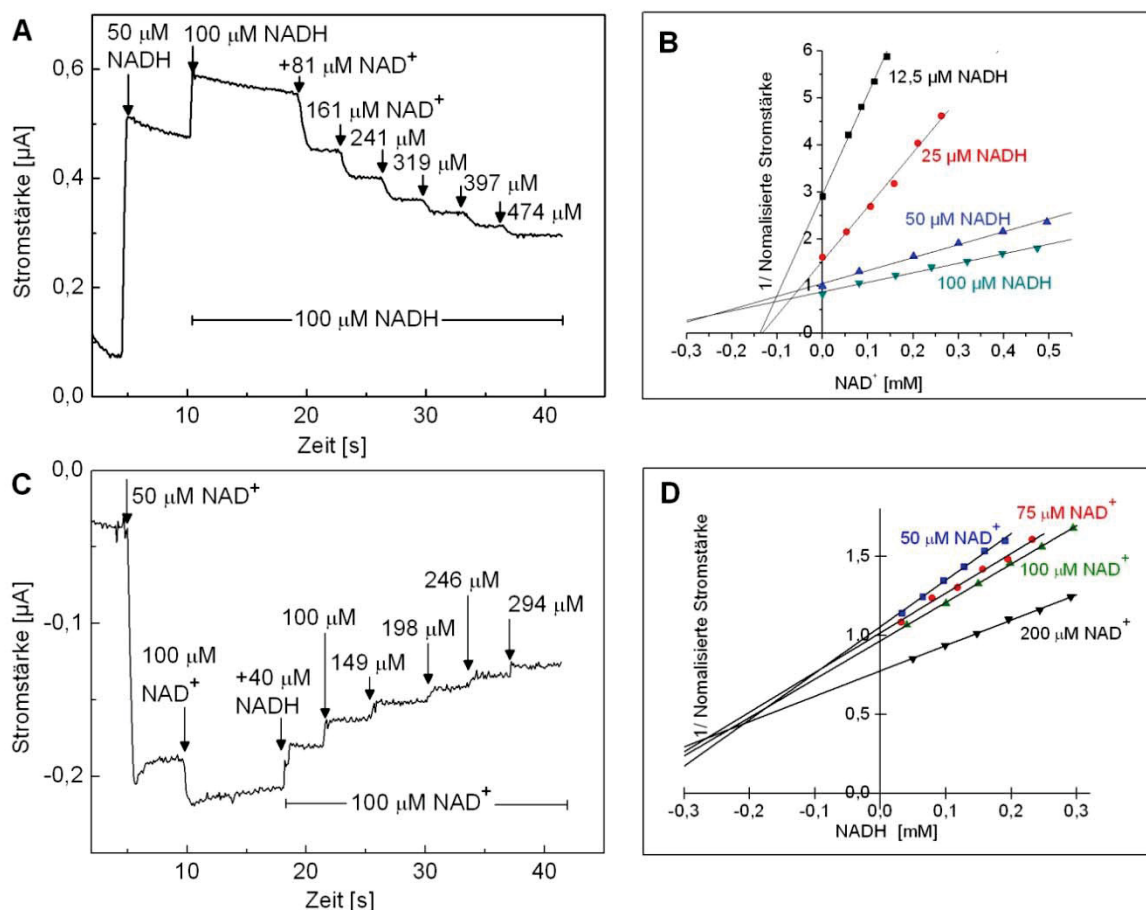 A
50 µM
NADH
100 µM NADH
+81 µM NAD⁺
161 µM NAD⁺
241 µM
319 µM
397 µM
474 µM
100 µM NADH
Stromstärke [µA]
0,6
0,4
0,2
0,0
10
20
30
40
Zeit [s]
B
1/ Nomalisierte Stromstärke
6
5
4
3
2
1
0
12,5 µM NADH
25 µM NADH
50 µM NADH
100 µM NADH
-0,3
-0,2
-0,1
0,0
0,1
0,2
0,3
0,4
0,5
NAD⁺ [mM]
C
50 µM NAD⁺
100 µM
NAD⁺
+40 µM
NADH
100 µM
149 µM
198 µM
246 µM
294 µM
100 µM NAD⁺
Stromstärke [µA]
0,0
-0,1
-0,2
10
20
30
40
Zeit [s]
D
1/ Nomalisierte Stromstärke
1,5
1,0
0,5
0,0
50 µM NAD⁺
75 µM NAD⁺
100 µM NAD⁺
200 µM NAD⁺
-0,3
-0,2
-0,1
0,0
0,1
0,2
0,3
NADH [mM]